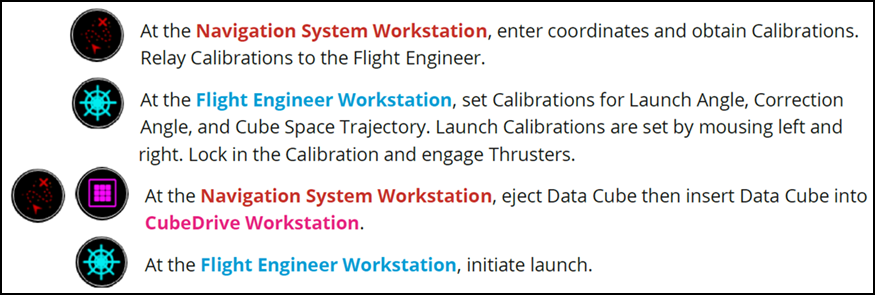 At the Navigation System Workstation, enter coordinates and obtain Calibrations.
Relay Calibrations to the Flight Engineer.
At the Flight Engineer Workstation, set Calibrations for Launch Angle, Correction
Angle, and Cube Space Trajectory. Launch Calibrations are set by mousing left and
right. Lock in the Calibration and engage Thrusters.
At the Navigation System Workstation, eject Data Cube then insert Data Cube into
CubeDrive Workstation.
At the Flight Engineer Workstation, initiate launch.